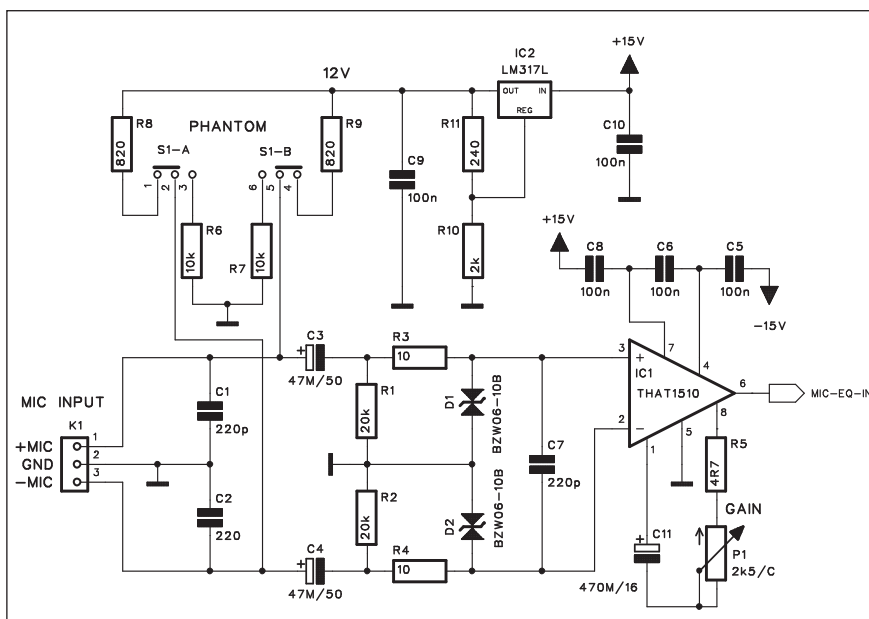 IC2
LM317L
+15V
12V
OUT IN
REG
R8
820
PHANTOM
R9
820
S1-A
S1-B
1 2 3
6 5 4
R11
240
C10
100n
C9
100n
R6
10k
R7
10k
R10
2k
+15V
C8
100n
C6
100n
C5
100n
-15V
C3
+
47M/50
R3
10
3
7
4
+
IC1
THAT1510
6
MIC-EQ-IN
MIC INPUT
K1
+MIC 1
GND 2
-MIC 3
C1
220p
R1
20k
D1
BZW06-10B
2
-
8
5
1
C7
220p
R5
4R7
C2
220
R2
20k
D2
BZW06-10B
GAIN
C4
+
47M/50
R4
10
+
C11
470M/16
P1
2k5/C